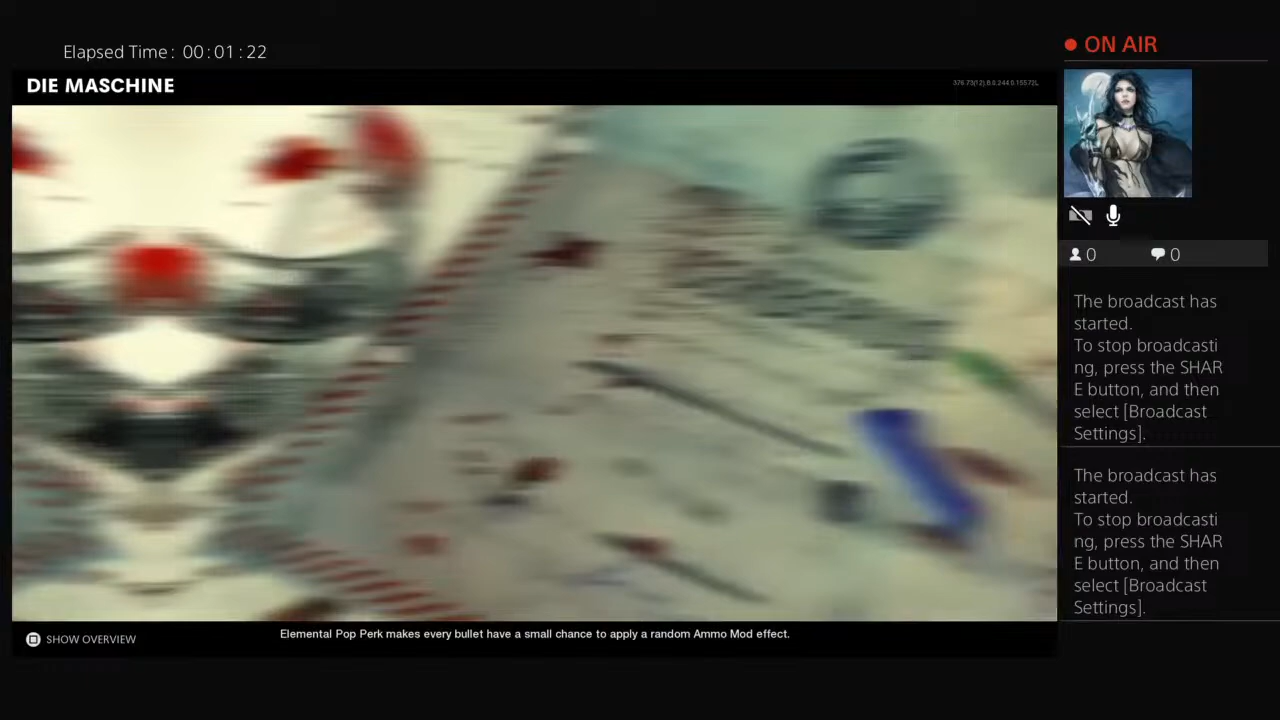 Elapsed Time: 00:01:22
ON AIR
DIE MASCHINE
0 0
The broadcast has
started.
To stop broadcasti
ng, press the SHAR
E button, and then
select [Broadcast
Settings].
The broadcast has
started.
To stop broadcasti
ng, press the SHAR
E button, and then
select [Broadcast
Settings].
SHOW OVERVIEW
Elemental Pop Perk makes every bullet have a small chance to apply a random Ammo Mod effect.